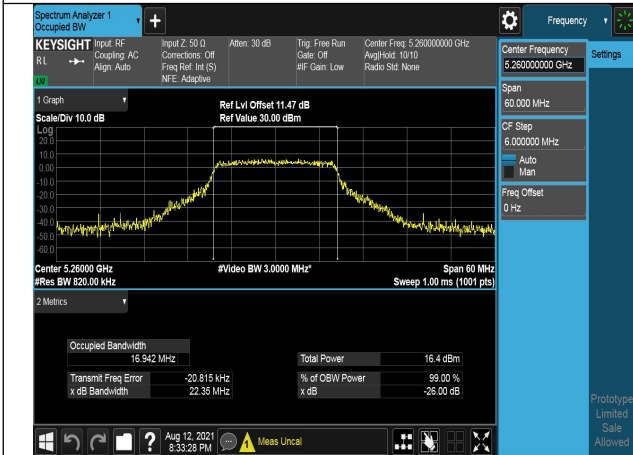 Spectrum Analyzer 1
Occupied BW
Frequency
KEYSIGHT
Input: RF
Coupling: AC
Align: Auto
Input Z: 50 Ω
Corrections: Off
Freq Ref: Int (S)
NFE: Adaptive
Atten: 30 dB
Trig: Free Run
Gate: Off
#IF Gain: Low
Center Freq: 5.260000000 GHz
Avg|Hold: 10/10
Radio Std: None
RL
1 Graph
Scale/Div 10.0 dB
Ref Lvl Offset 11.47 dB
Ref Value 30.00 dBm
Log
20.0
10.0
0.00
-10.0
-20.0
-30.0
-40.0
-50.0
-60.0
Center 5.26000 GHz
#Res BW 820.00 kHz
#Video BW 3.0000 MHz*
Span 60 MHz
Sweep 1.00 ms (1001 pts)
2 Metrics
Occupied Bandwidth
16.942 MHz
Transmit Freq Error -20.815 kHz
x dB Bandwidth 22.35 MHz
Total Power 16.4 dBm
% of OBW Power 99.00 %
x dB -26.00 dB
Aug 12, 2021
8:33:28 PM
Meas Uncal
Center Frequency
5.260000000 GHz
Settings
Span
60.000 MHz
CF Step
6.000000 MHz
Auto
Man
Freq Offset
0 Hz
Prototype
Limited
Sale
Allowed